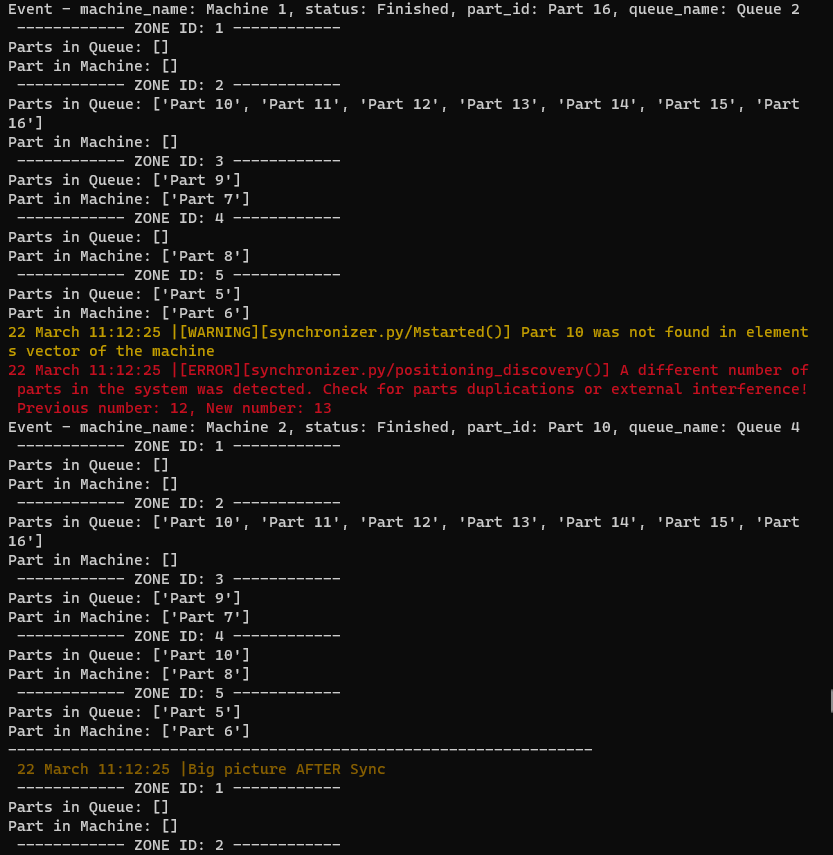 Event - machine_name: Machine 1, status: Finished, part_id: Part 16, queue_name: Queue 2
------------ ZONE ID: 1 ------------
Parts in Queue: []
Part in Machine: []
------------ ZONE ID: 2 ------------
Parts in Queue: ['Part 10', 'Part 11', 'Part 12', 'Part 13', 'Part 14', 'Part 15', 'Part
16']
Part in Machine: []
------------ ZONE ID: 3 ------------
Parts in Queue: ['Part 9']
Part in Machine: ['Part 7']
------------ ZONE ID: 4 ------------
Parts in Queue: []
Part in Machine: ['Part 8']
------------ ZONE ID: 5 ------------
Parts in Queue: ['Part 5']
Part in Machine: ['Part 6']
22 March 11:12:25 |[WARNING][synchronizer.py/Mstarted()] Part 10 was not found in element
s vector of the machine
22 March 11:12:25 |[ERROR][synchronizer.py/positioning_discovery()] A different number of
parts in the system was detected. Check for parts duplications or external interference!
Previous number: 12, New number: 13
Event - machine_name: Machine 2, status: Finished, part_id: Part 10, queue_name: Queue 4
------------ ZONE ID: 1 ------------
Parts in Queue: []
Part in Machine: []
------------ ZONE ID: 2 ------------
Parts in Queue: ['Part 10', 'Part 11', 'Part 12', 'Part 13', 'Part 14', 'Part 15', 'Part
16']
Part in Machine: []
------------ ZONE ID: 3 ------------
Parts in Queue: ['Part 9']
Part in Machine: ['Part 7']
------------ ZONE ID: 4 ------------
Parts in Queue: ['Part 10']
Part in Machine: ['Part 8']
------------ ZONE ID: 5 ------------
Parts in Queue: ['Part 5']
Part in Machine: ['Part 6']
-----------------------------------------------------------------
22 March 11:12:25 |Big picture AFTER Sync
------------ ZONE ID: 1 ------------
Parts in Queue: []
Part in Machine: []
------------ ZONE ID: 2 ------------